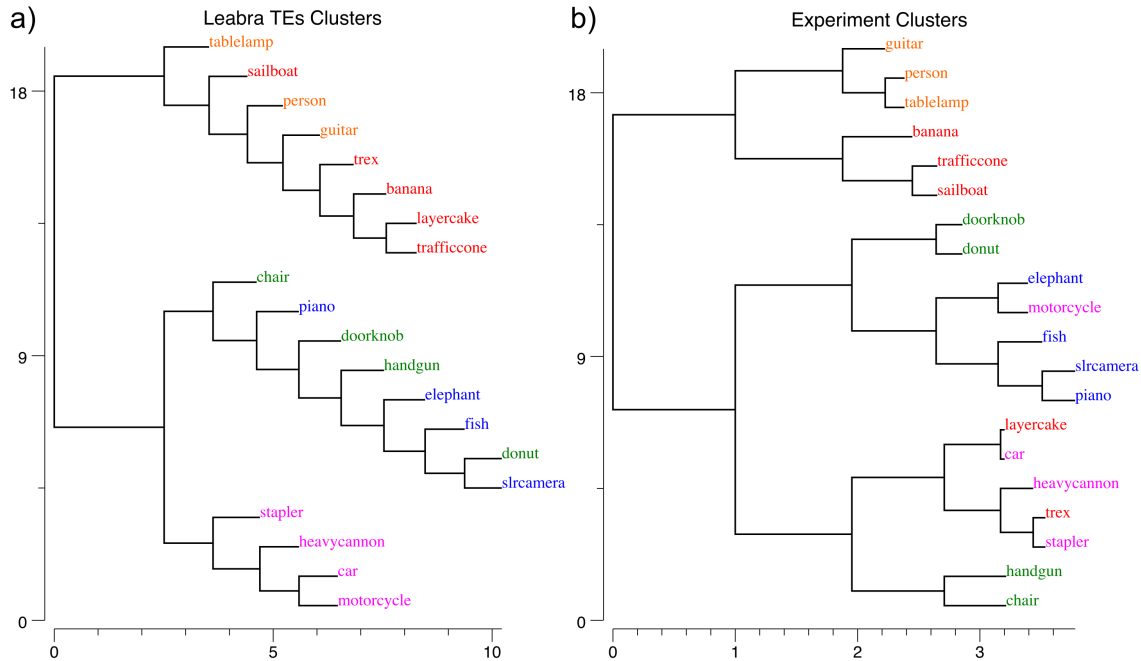 a)
Leabra TEs Clusters
tablelamp
sailboat
18
person
guitar
trex
banana
layercake
trafficcone
chair
piano
doorknob
9
handgun
elephant
fish
donut
slrcamera
stapler
heavycannon
car
motorcycle
0
0 5 10
b)
Experiment Clusters
guitar
person
18
tablelamp
banana
trafficcone
sailboat
doorknob
donut
elephant
motorcycle
fish
9
slrcamera
piano
layercake
car
heavycannon
trex
stapler
handgun
chair
0
0 1 2 3